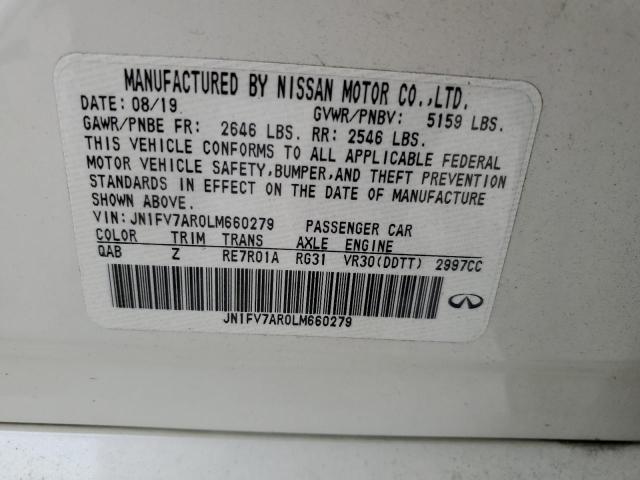 MANUFACTURED BY NISSAN MOTOR CO.,LTD.
DATE: 08/19 GVWR/PNBV: 5159 LBS.
GAWR/PNBE FR: 2646 LBS. RR: 2546 LBS.
THIS VEHICLE CONFORMS TO ALL APPLICABLE FEDERAL
MOTOR VEHICLE SAFETY,BUMPER,AND THEFT PREVENTION
STANDARDS IN EFFECT ON THE DATE OF MANUFACTURE
SHOWN ABOVE.
VIN:JN1FV7AR0LM660279 PASSENGER CAR
COLOR TRIM TRANS AXLE ENGINE
QAB Z RE7R01A RG31 VR30(DDTT) 2997CC
JN1FV7AR0LM660279